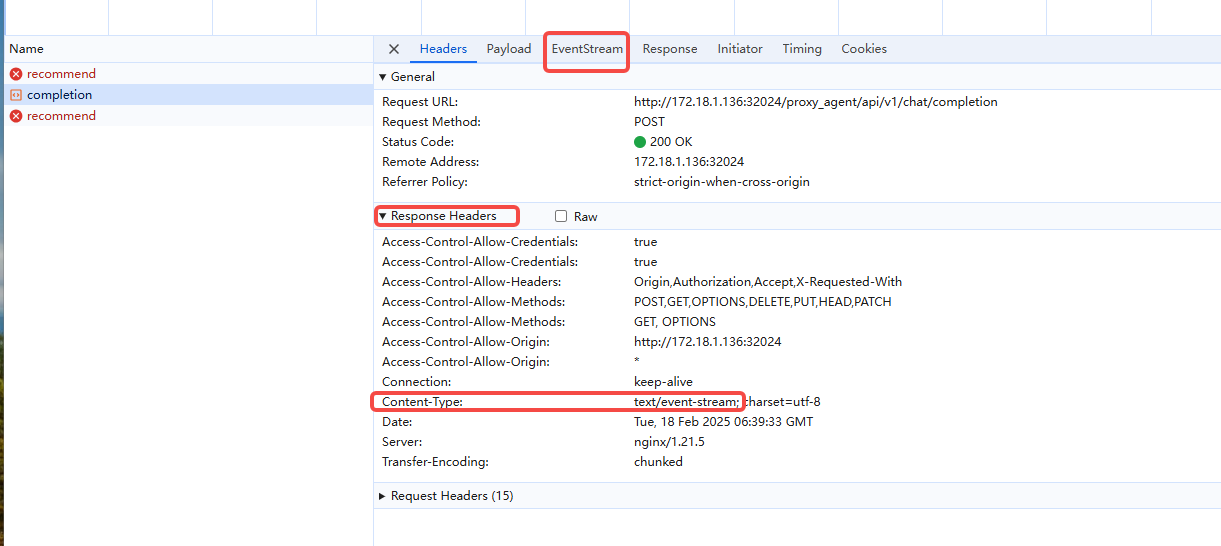 Name
recommend
completion
recommend
Headers Payload EventStream Response Initiator Timing Cookies
General
Request URL: http://172.18.1.136:32024/proxy_agent/api/v1/chat/completion
Request Method: POST
Status Code: 200 OK
Remote Address: 172.18.1.136:32024
Referrer Policy: strict-origin-when-cross-origin
Response Headers Raw
Access-Control-Allow-Credentials: true
Access-Control-Allow-Credentials: true
Access-Control-Allow-Headers: Origin,Authorization,Accept,X-Requested-With
Access-Control-Allow-Methods: POST,GET,OPTIONS,DELETE,PUT,HEAD,PATCH
Access-Control-Allow-Methods: GET, OPTIONS
Access-Control-Allow-Origin: http://172.18.1.136:32024
Access-Control-Allow-Origin: *
Connection: keep-alive
Content-Type: text/event-stream; charset=utf-8
Date: Tue, 18 Feb 2025 06:39:33 GMT
Server: nginx/1.21.5
Transfer-Encoding: chunked
Request Headers (15)